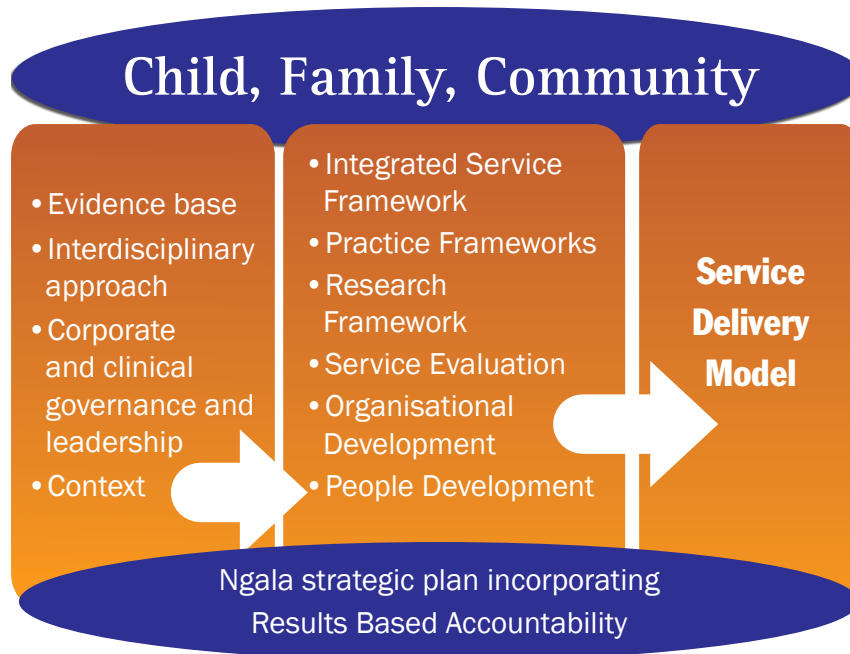 Child, Family, Community
• Evidence base
• Interdisciplinary
approach
• Corporate
and clinical
governance and
leadership
• Context
• Integrated Service
Framework
• Practice Frameworks
• Research
Framework
• Service Evaluation
• Organisational
Development
• People Development
Service
Delivery
Model
Ngala strategic plan incorporating
Results Based Accountability